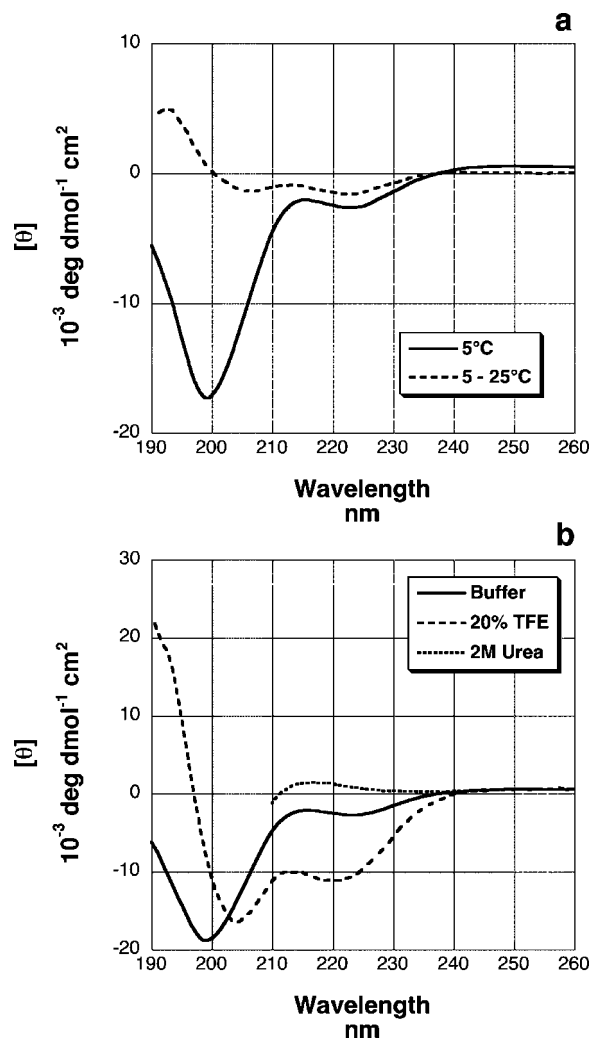 a
10
0
-10
-20
[θ]
10⁻³ deg dmol⁻¹ cm²
5°C
5 - 25°C
190 200 210 220 230 240 250 260
Wavelength
nm
b
30
20
10
0
-10
-20
[θ]
10⁻³ deg dmol⁻¹ cm²
Buffer
20% TFE
2M Urea
190 200 210 220 230 240 250 260
Wavelength
nm